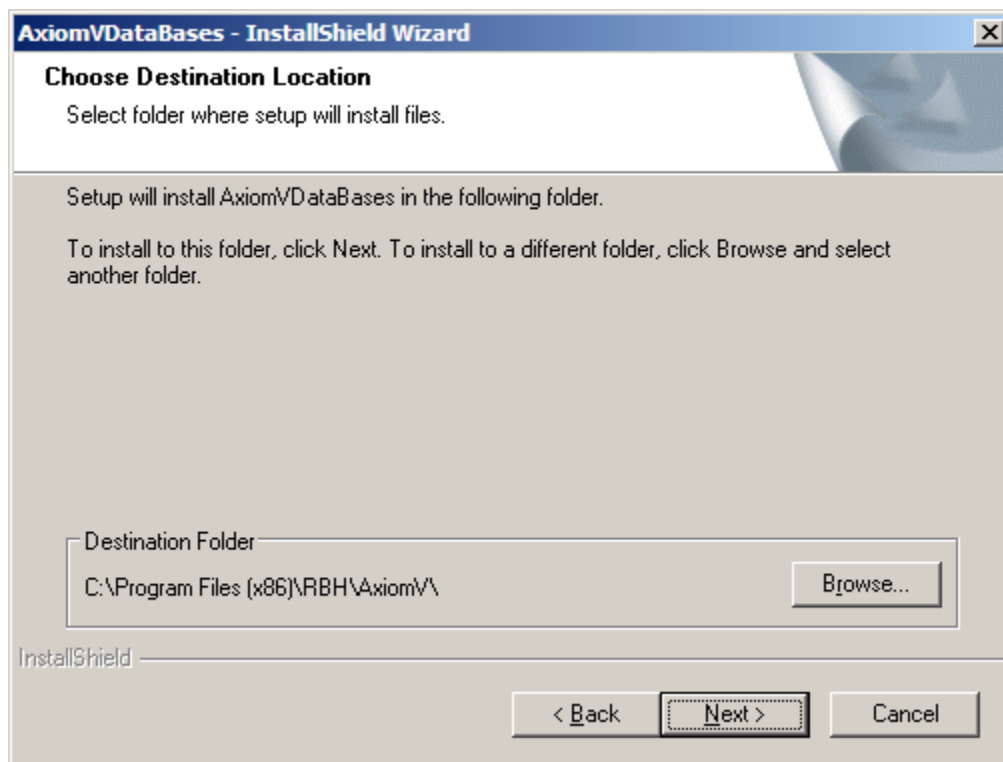 AxiomVDataBases - InstallShield Wizard
Choose Destination Location
Select folder where setup will install files.
Setup will install AxiomVDataBases in the following folder.
To install to this folder, click Next. To install to a different folder, click Browse and select
another folder.
Destination Folder
C:\Program Files (x86)\RBH\AxiomV\
Browse...
InstallShield
< Back
Next >
Cancel